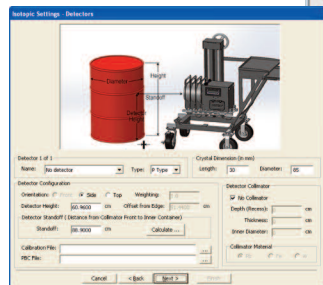 Isotopic Settings - Detectors
Diameter
Height
Standoff
Detector Height
Detector 1 of 1
Name: No detector Type: P Type
Crystal Dimension (in mm)
Length: 30 Diameter: 85
Detector Configuration
Orientation: Side Top Weighting:
Detector Height: 60.9600 cm Offset from Edge: cm
Detector Standoff (Distance from Collimator Front to Inner Container)
Standoff: 88.9000 cm Calculate ...
Calibration File: ...
PBC File: ...
Detector Collimator
No Collimator
Depth (Recess): cm
Thickness: cm
Inner Diameter: cm
Collimator Material
Cancel < Back Next >